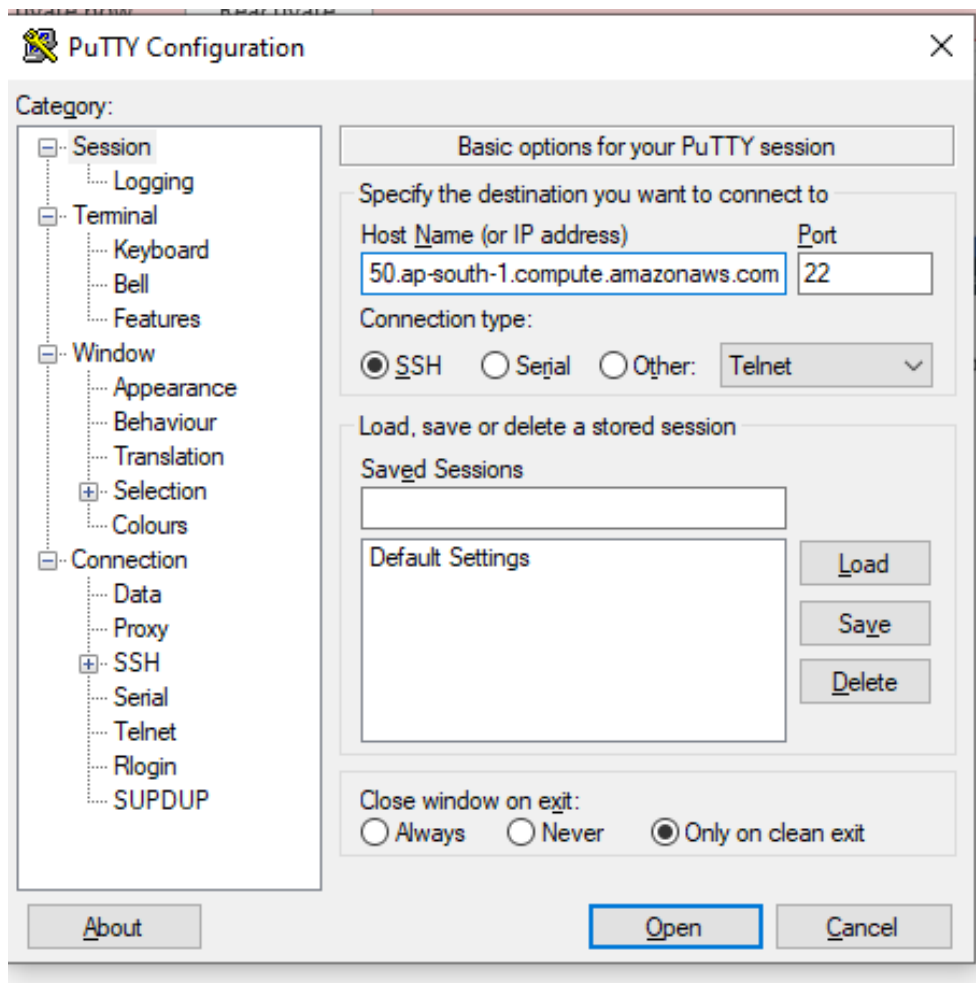 PuTTY Configuration
Category:
Session
Logging
Terminal
Keyboard
Bell
Features
Window
Appearance
Behaviour
Translation
Selection
Colours
Connection
Data
Proxy
SSH
Serial
Telnet
Rlogin
SUPDUP
Basic options for your PuTTY session
Specify the destination you want to connect to
Host Name (or IP address) Port
50.ap-south-1.compute.amazonaws.com 22
Connection type:
SSH Serial Other: Telnet
Load, save or delete a stored session
Saved Sessions
Default Settings
Load
Save
Delete
Close window on exit:
Always Never Only on clean exit
About Open Cancel